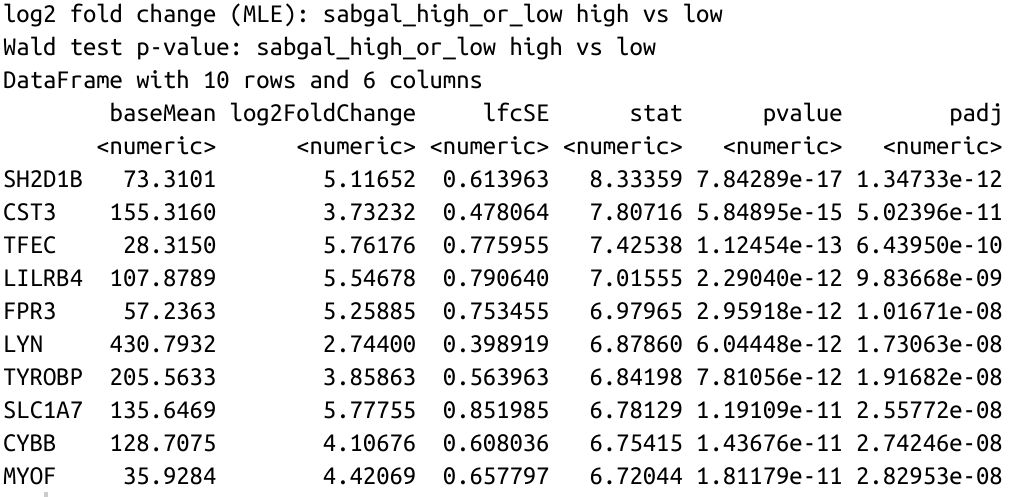 log2 fold change (MLE): sabgal_high_or_low high vs low
Wald test p-value: sabgal_high_or_low high vs low
DataFrame with 10 rows and 6 columns
baseMean log2FoldChange lfcSE stat pvalue padj
<numeric> <numeric> <numeric> <numeric> <numeric> <numeric>
SH2D1B 73.3101 5.11652 0.613963 8.33359 7.84289e-17 1.34733e-12
CST3 155.3160 3.73232 0.478064 7.80716 5.84895e-15 5.02396e-11
TFEC 28.3150 5.76176 0.775955 7.42538 1.12454e-13 6.43950e-10
LILRB4 107.8789 5.54678 0.790640 7.01555 2.29040e-12 9.83668e-09
FPR3 57.2363 5.25885 0.753455 6.97965 2.95918e-12 1.01671e-08
LYN 430.7932 2.74400 0.398919 6.87860 6.04448e-12 1.73063e-08
TYROBP 205.5633 3.85863 0.563963 6.84198 7.81056e-12 1.91682e-08
SLC1A7 135.6469 5.77755 0.851985 6.78129 1.19109e-11 2.55772e-08
CYBB 128.7075 4.10676 0.608036 6.75415 1.43676e-11 2.74246e-08
MYOF 35.9284 4.42069 0.657797 6.72044 1.81179e-11 2.82953e-08